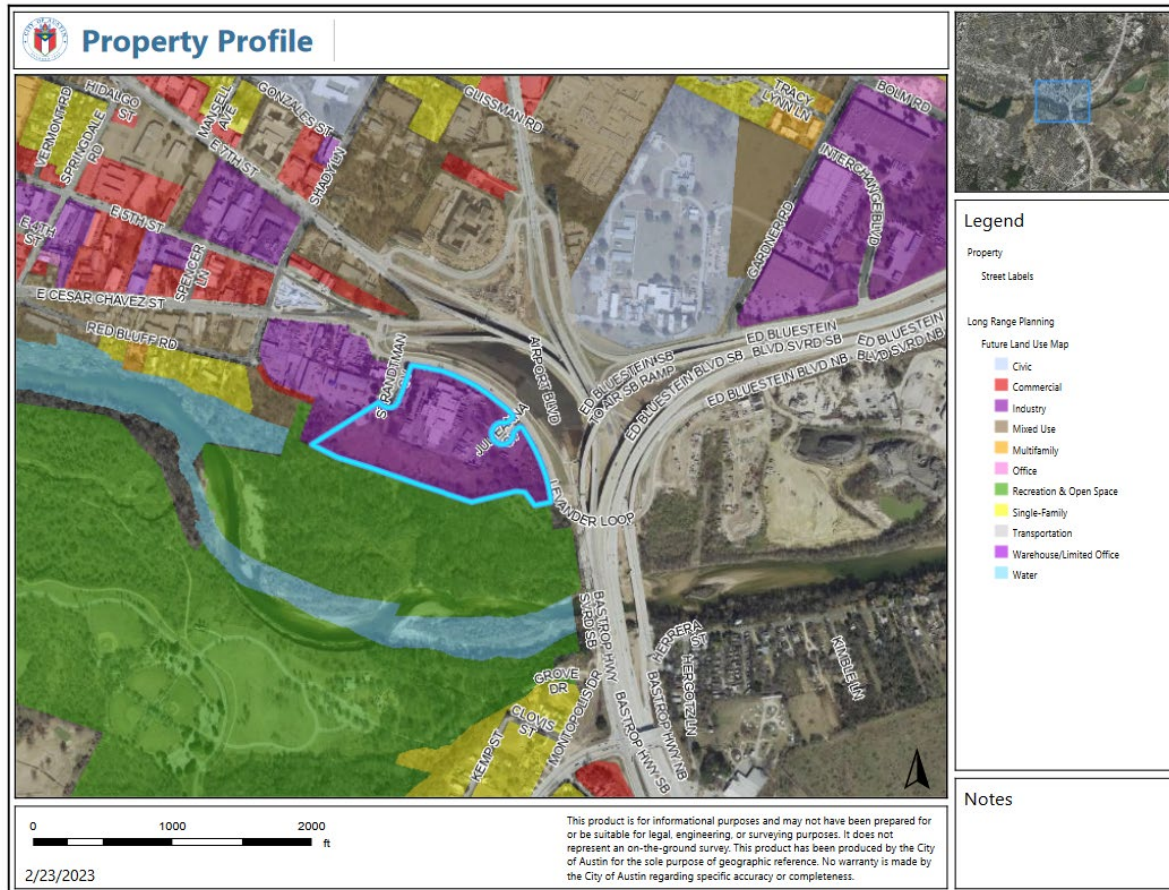 CITY OF AUSTIN
Property Profile
HIDALGO ST
MANSELL AVE
GONZALES ST
GLISSMAN RD
TRACY LYNN LN
BOLM RD
VERMONT RD
SPRINGDALE RD
E 7TH ST
SHADY LN
INTERCHANGE BLVD
E 5TH ST
E 4TH ST
SPENCER LN
GARDNER RD
E CESAR CHAVEZ ST
RED BLUFF RD
AIRPORT BLVD
ED BLUESTEIN SB
TO AIR SB RAMP
ED BLUESTEIN
BLVD SVRD SB
ED BLUESTEIN BLVD SB
ED BLUESTEIN
BLVD SVRD NB
ED BLUESTEIN BLVD NB
LEVANDER LOOP
BASTROP HWY
SVRD SB
GROVE DR
CLOVIS ST
KEMP ST
MONTOPOLIS DR
BASTROP HWY SB
BASTROP HWY NB
HERGOTZ LN
KIMBLE LN
Legend
Property
Street Labels
Long Range Planning
Future Land Use Map
Civic
Commercial
Industry
Mixed Use
Multifamily
Office
Recreation & Open Space
Single-Family
Transportation
Warehouse/Limited Office
Water
Notes
0 1000 2000
ft
2/23/2023
This product is for informational purposes and may not have been prepared for
or be suitable for legal, engineering, or surveying purposes. It does not
represent an on-the-ground survey. This product has been produced by the City
of Austin for the sole purpose of geographic reference. No warranty is made by
the City of Austin regarding specific accuracy or completeness.